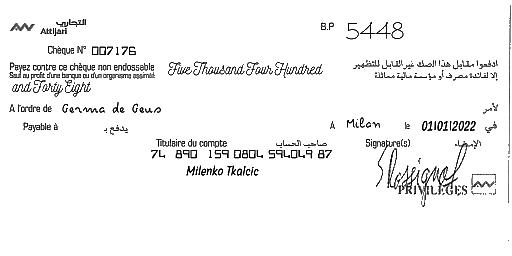 التجاري
Attijari
B.P 5448
Chèque N° 007176
Payez contre ce chèque non endossable
Sauf au profit d'une banque ou d'un organisme assimilé
Five Thousand Four Hundred
and Forty Eight
ادفعوا مقابل هذا الصك غير القابل للتظهير
إلا لفائدة مصرف أو مؤسسة مالية مماثلة
A l'ordre de Germa de Geus
لأمر
Payable à
يدفع بـ
A Milan le 01|01|2022 في
Titulaire du compte صاحب الحساب
Signature(s) الإمضاء
74 890 159 0804 594049 87
Milenko Tkalcic
PRIVILÈGES